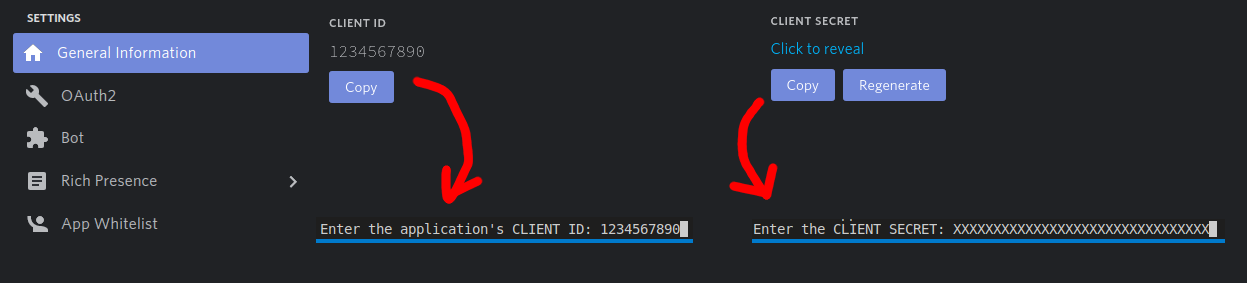 SETTINGS
General Information
OAuth2
Bot
Rich Presence
App Whitelist
CLIENT ID
1234567890
Copy
Enter the application's CLIENT ID: 1234567890
CLIENT SECRET
Click to reveal
Copy
Regenerate
Enter the CLIENT SECRET: XXXXXXXXXXXXXXXXXXXXXXXXXXXXXXXX